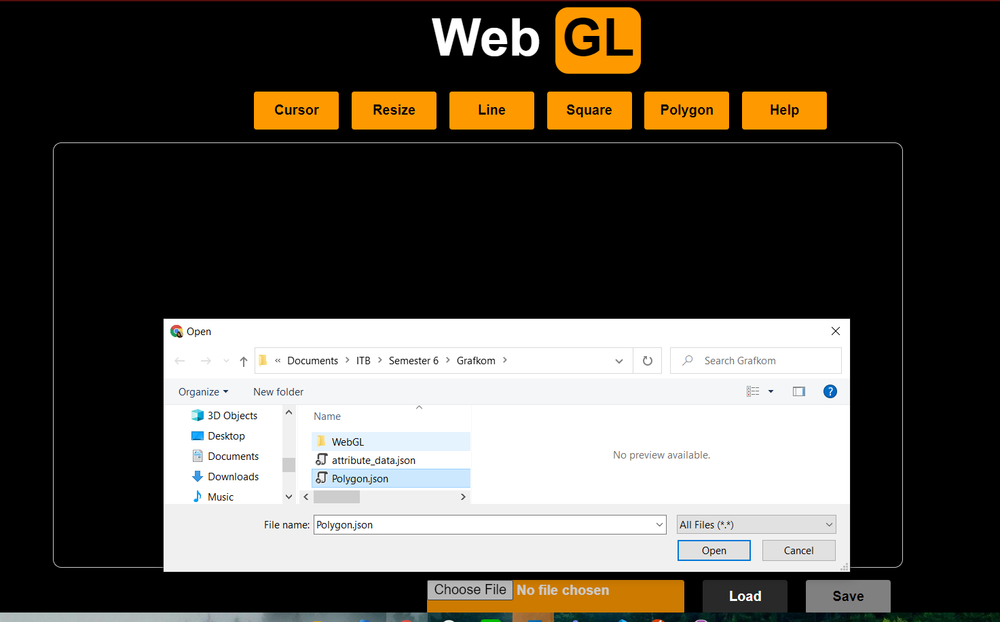 Web GL
Cursor Resize Line Square Polygon Help
Open
« Documents > ITB > Semester 6 > Grafkom >
Search Grafkom
Organize New folder
?
3D Objects
Desktop
Documents
Downloads
Music
Name
WebGL
attribute_data.json
Polygon.json
No preview available.
File name: Polygon.json
All Files (*.*)
Open Cancel
Choose File No file chosen
Load Save